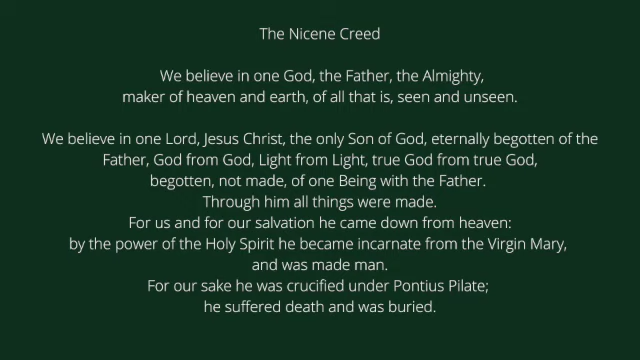 The Nicene Creed
We believe in one God, the Father, the Almighty,
maker of heaven and earth, of all that is, seen and unseen.
We believe in one Lord, Jesus Christ, the only Son of God, eternally begotten of the
Father, God from God, Light from Light, true God from true God,
begotten, not made, of one Being with the Father.
Through him all things were made.
For us and for our salvation he came down from heaven:
by the power of the Holy Spirit he became incarnate from the Virgin Mary,
and was made man.
For our sake he was crucified under Pontius Pilate;
he suffered death and was buried.